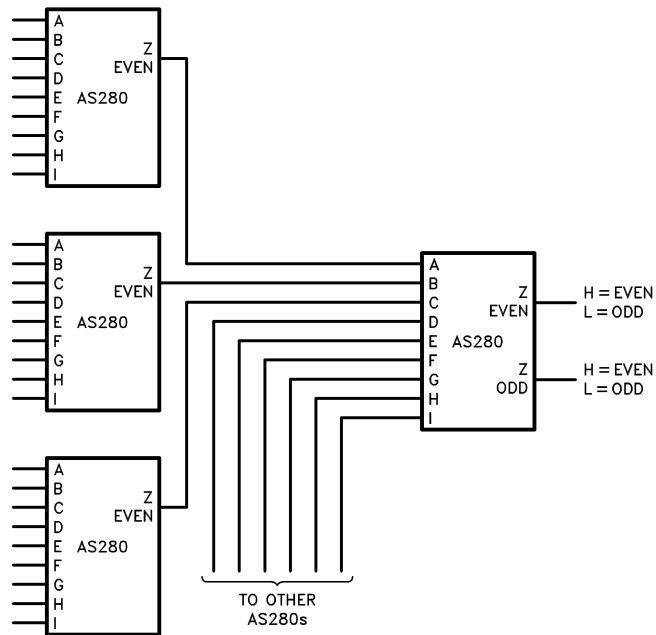 A
B
C
D
E
F
G
H
I
Z
EVEN
AS280
A
B
C
D
E
F
G
H
I
Z
EVEN
AS280
A
B
C
D
E
F
G
H
I
Z
EVEN
AS280
A
B
C
D
E
F
G
H
I
AS280
Z
EVEN
Z
ODD
H = EVEN
L = ODD
H = EVEN
L = ODD
TO OTHER
AS280s